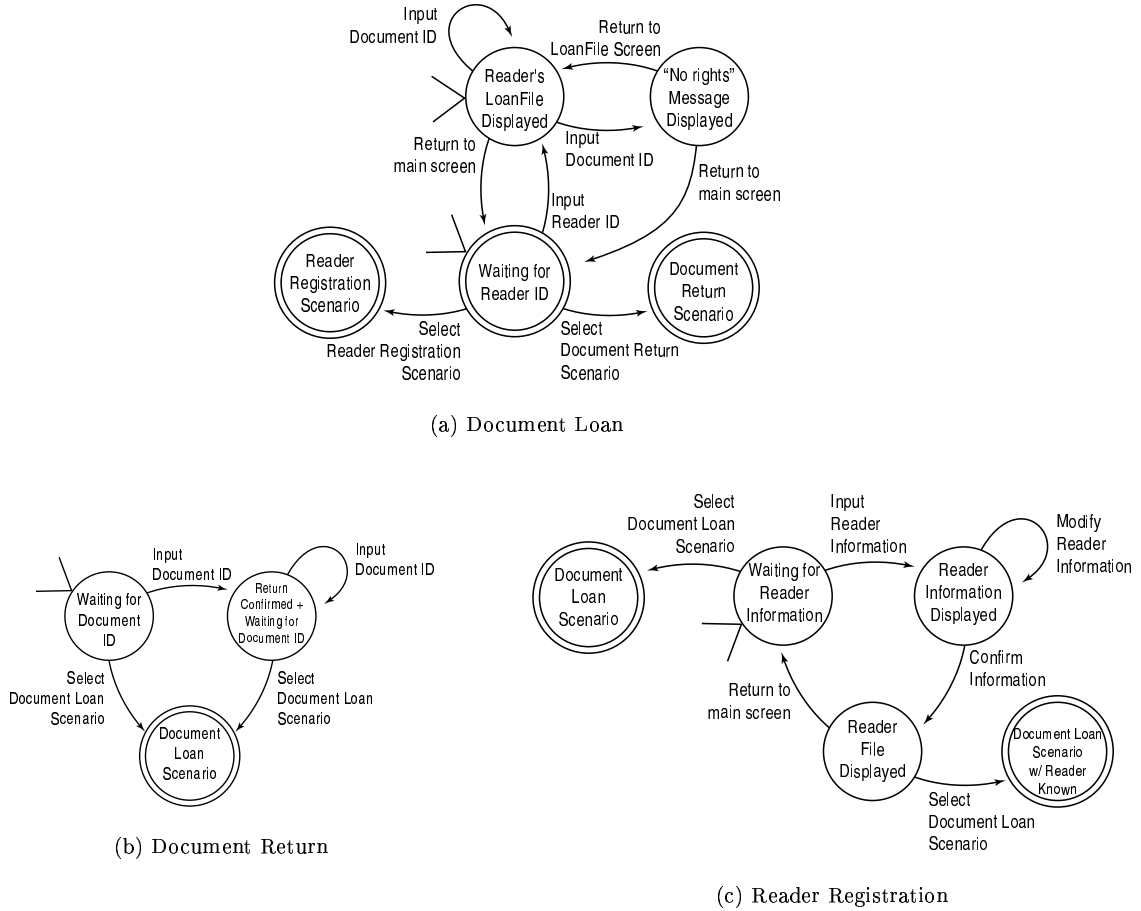 Input
Document ID
Return to
LoanFile Screen
Reader's
LoanFile
Displayed
“No rights”
Message
Displayed
Return to
main screen
Input
Document ID
Return to
main screen
Input
Reader ID
Reader
Registration
Scenario
Waiting for
Reader ID
Document
Return
Scenario
Select
Reader Registration
Scenario
Select
Document Return
Scenario
(a) Document Loan
Input
Document ID
Input
Document ID
Waiting for
Document
ID
Return
Confirmed +
Waiting for
Document ID
Select
Document Loan
Scenario
Select
Document Loan
Scenario
Document
Loan
Scenario
(b) Document Return
Select
Document Loan
Scenario
Input
Reader
Information
Modify
Reader
Information
Document
Loan
Scenario
Waiting for
Reader
Information
Reader
Information
Displayed
Return to
main screen
Confirm
Information
Reader
File
Displayed
Document Loan
Scenario
w/ Reader
Known
Select
Document Loan
Scenario
(c) Reader Registration